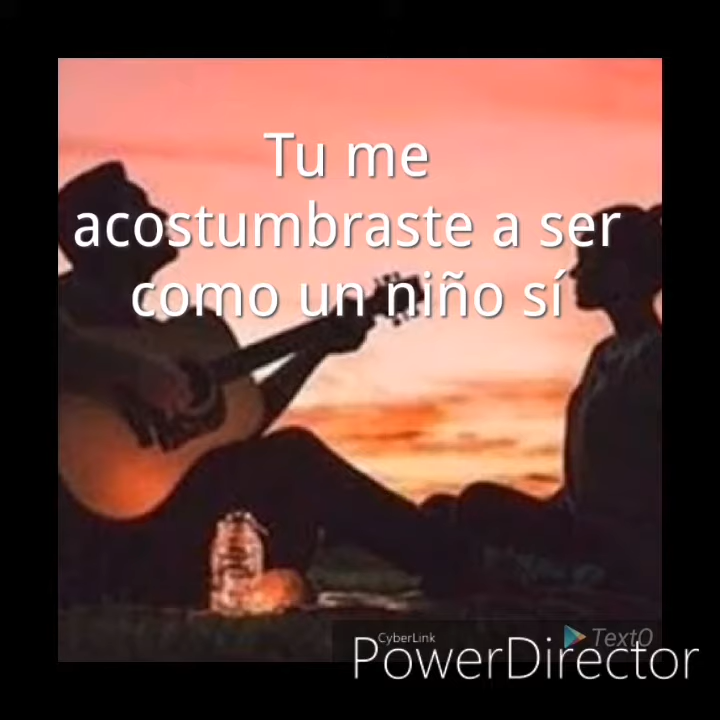 Tu me
acostumbraste a ser
como un niño sí
CyberLink
TextO
PowerDirector